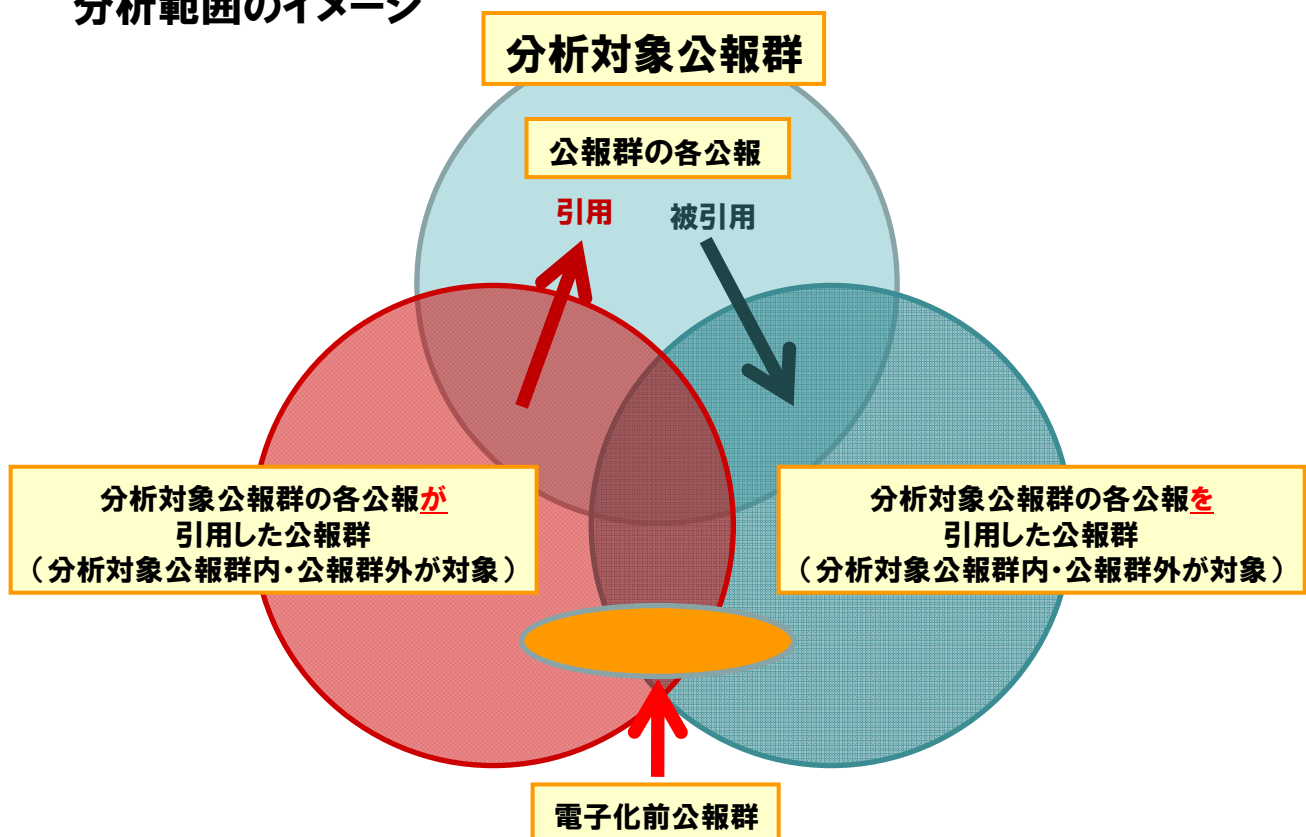 分析範囲のイメージ
分析対象公報群
公報群の各公報
引用
被引用
分析対象公報群の各公報が
引用した公報群
（分析対象公報群内・公報群外が対象）
分析対象公報群の各公報を
引用した公報群
（分析対象公報群内・公報群外が対象）
電子化前公報群